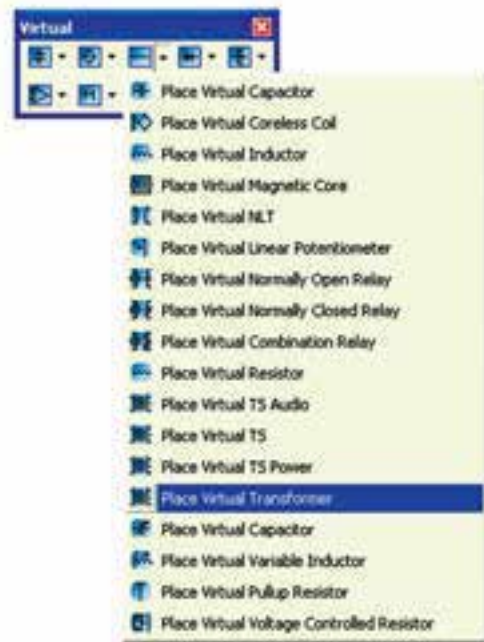 Virtual
Place Virtual Capacitor
Place Virtual Coreless Coil
Place Virtual Inductor
Place Virtual Magnetic Core
Place Virtual NLT
Place Virtual Linear Potentiometer
Place Virtual Normally Open Relay
Place Virtual Normally Closed Relay
Place Virtual Combination Relay
Place Virtual Resistor
Place Virtual TS Audio
Place Virtual TS
Place Virtual TS Power
Place Virtual Transformer
Place Virtual Capacitor
Place Virtual Variable Inductor
Place Virtual Pullup Resistor
Place Virtual Voltage Controlled Resistor